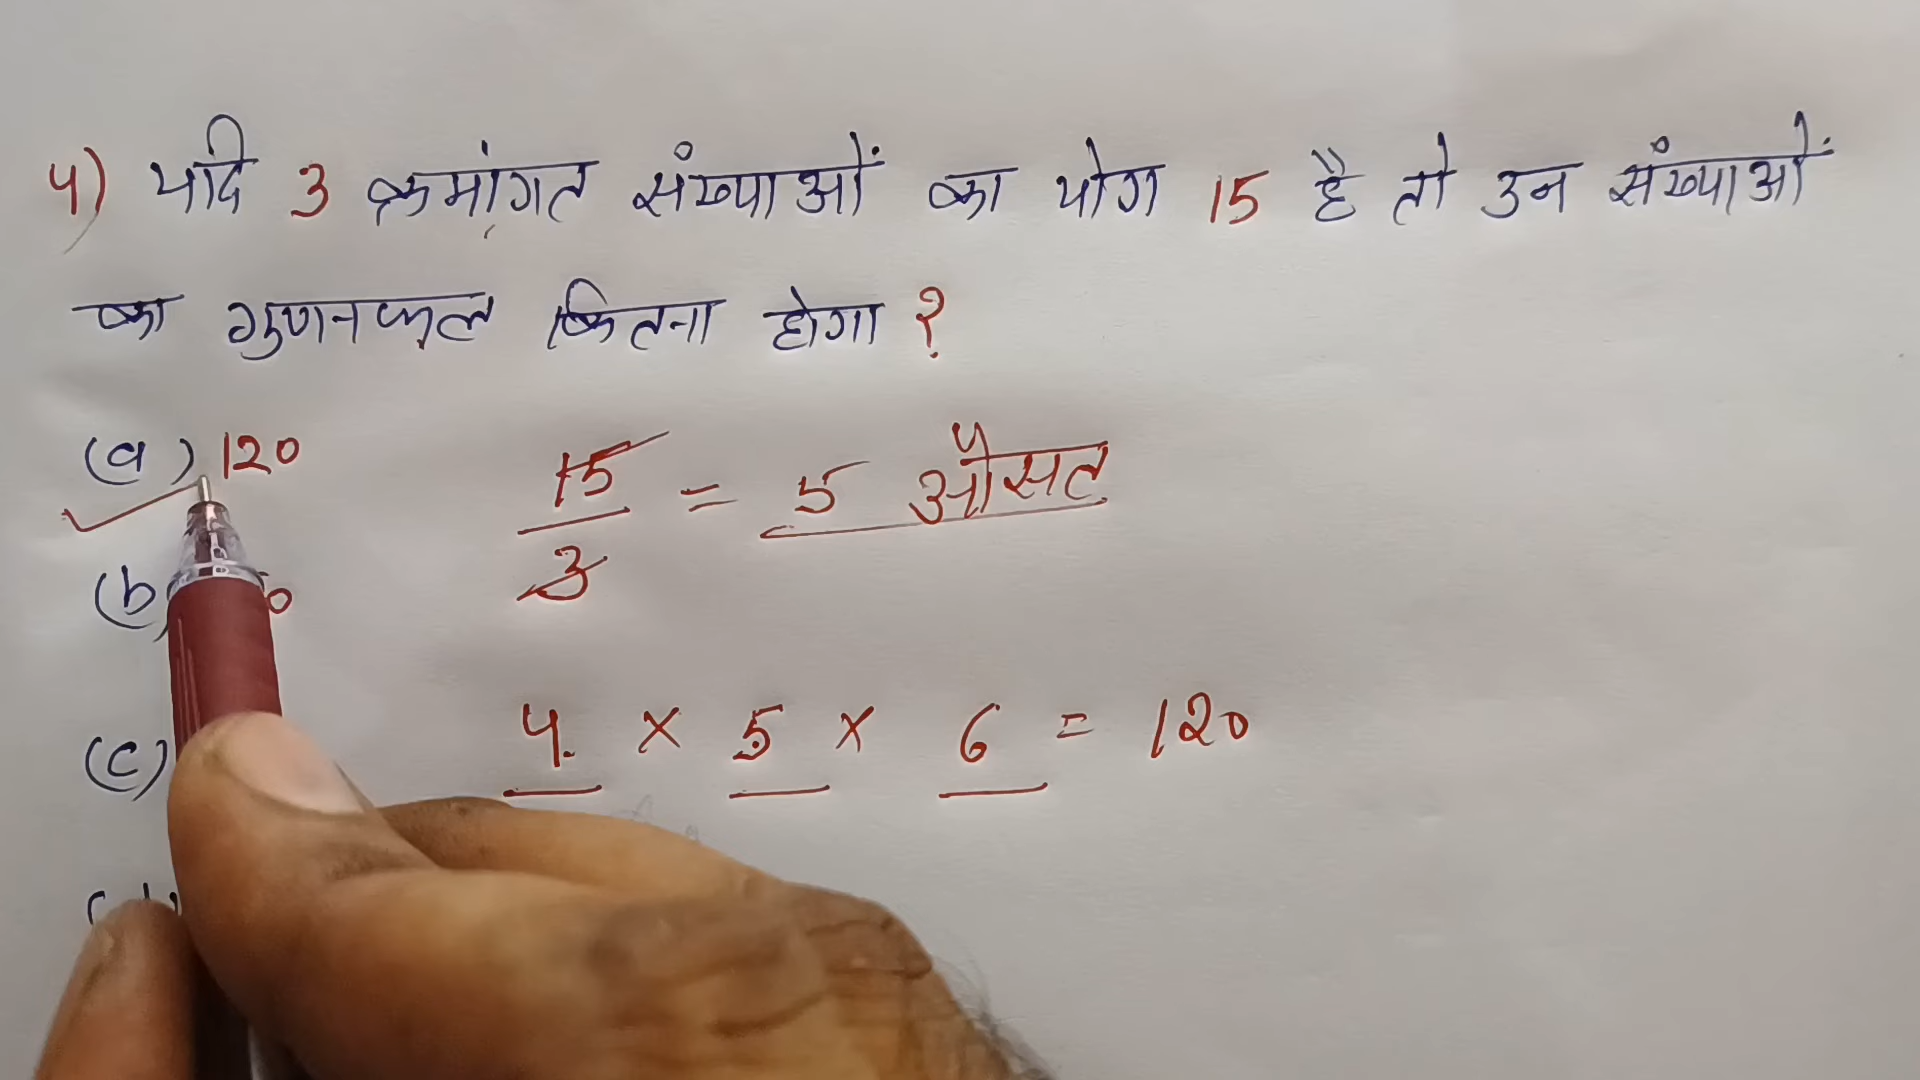 4) यदि 3 क्रमांगत संख्याओं का योग 15 है तो उन संख्याओं
का गुणनफल कितना होगा ?
(a) 120
15/3 = 5 औसत
(b)
(c)
4 × 5 × 6 = 120